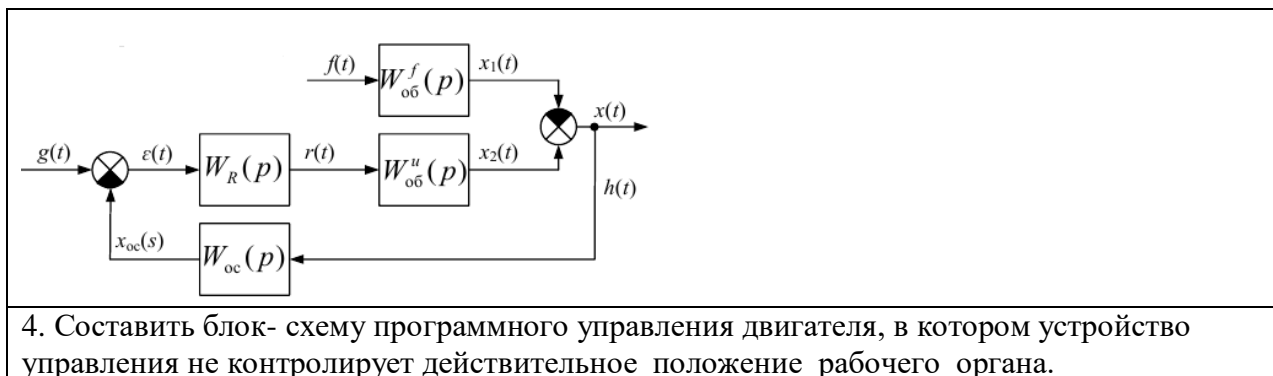 f(t)
W^f_об(p)
x₁(t)
x(t)
g(t)
ε(t)
W_R(p)
r(t)
W^u_об(p)
x₂(t)
h(t)
x_ос(s)
W_ос(p)
4. Составить блок- схему программного управления двигателя, в котором устройство
управления не контролирует действительное положение рабочего органа.